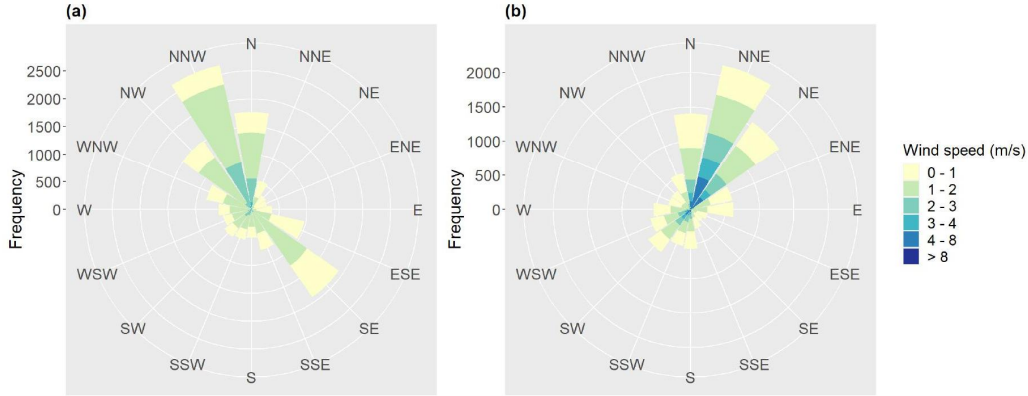 (a)
N
NNE
NE
ENE
E
ESE
SE
SSE
S
SSW
SW
WSW
W
WNW
NW
NNW
2500
2000
1500
1000
500
0
Frequency
(b)
N
NNE
NE
ENE
E
ESE
SE
SSE
S
SSW
SW
WSW
W
WNW
NW
NNW
2000
1500
1000
500
0
Frequency
Wind speed (m/s)
0 - 1
1 - 2
2 - 3
3 - 4
4 - 8
> 8